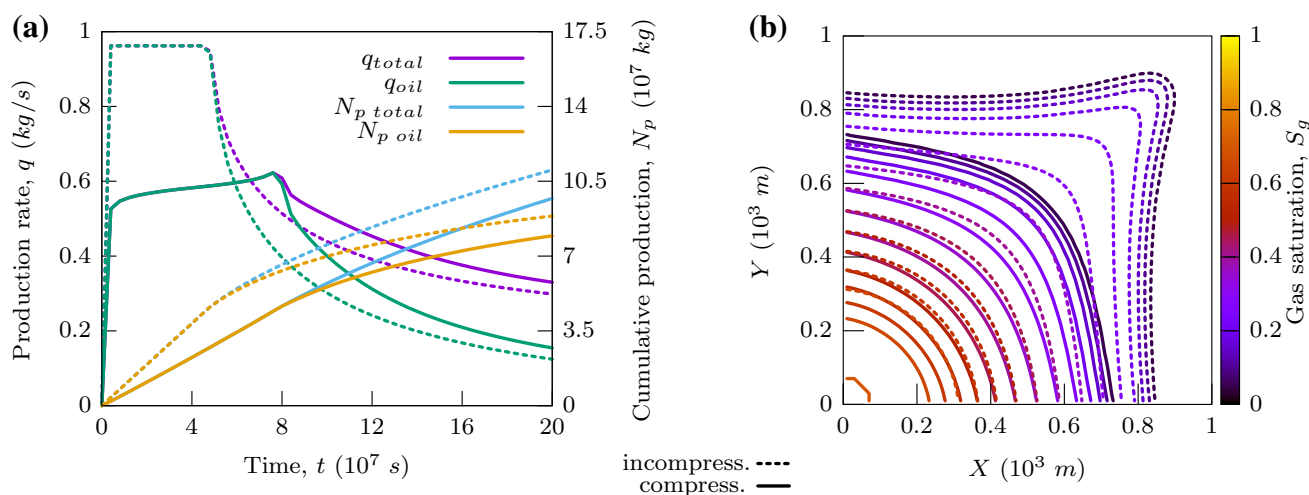 (a)
Production rate, q (kg/s)
1
0.8
0.6
0.4
0.2
0
q_total
q_oil
N_p total
N_p oil
17.5
14
10.5
7
3.5
0
Cumulative production, N_p (10^7 kg)
0 4 8 12 16 20
Time, t (10^7 s)
(b)
Y (10^3 m)
1
0.8
0.6
0.4
0.2
0
0 0.2 0.4 0.6 0.8 1
X (10^3 m)
1
0.8
0.6
0.4
0.2
0
Gas saturation, S_g
incompress.
compress.